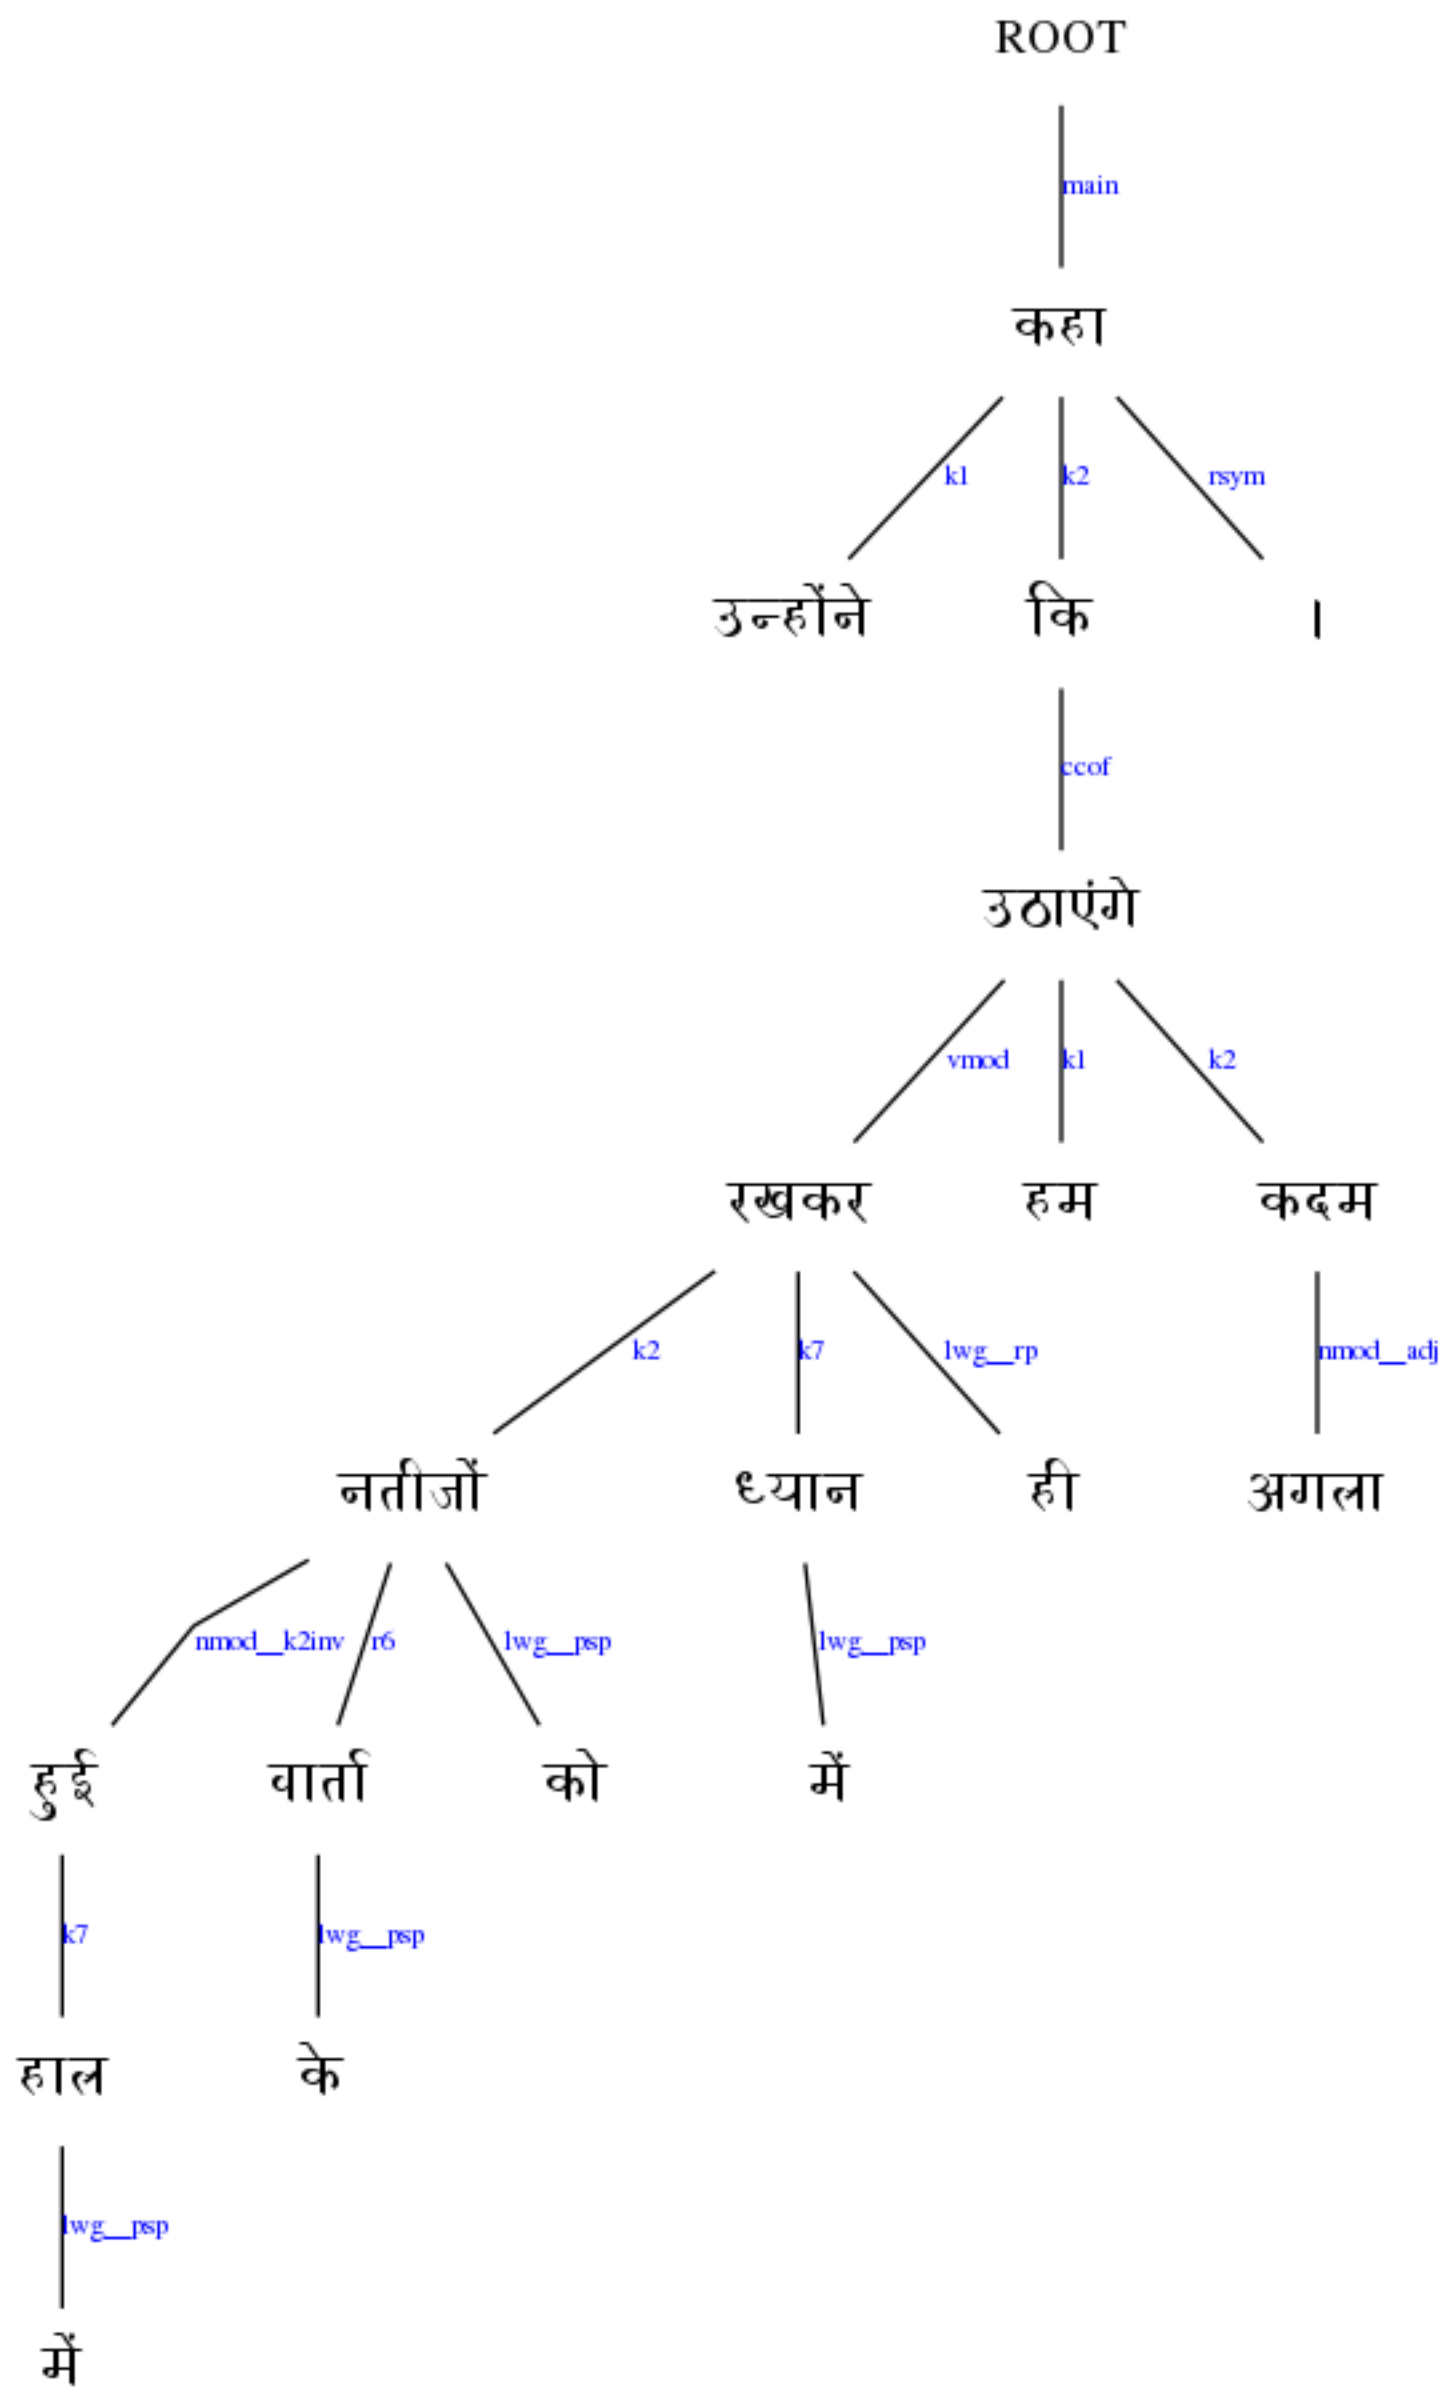 ROOT
main
कहा
k1 k2 rsym
उन्होंने कि ।
ccof
उठाएंगे
vmod k1 k2
रखकर हम कदम
k2 k7 lwg__rp nmod__adj
नतीजों ध्यान ही अगला
nmod__k2inv r6 lwg__psp lwg__psp
हुई वार्ता को में
k7 lwg__psp
हाल के
lwg__psp
में